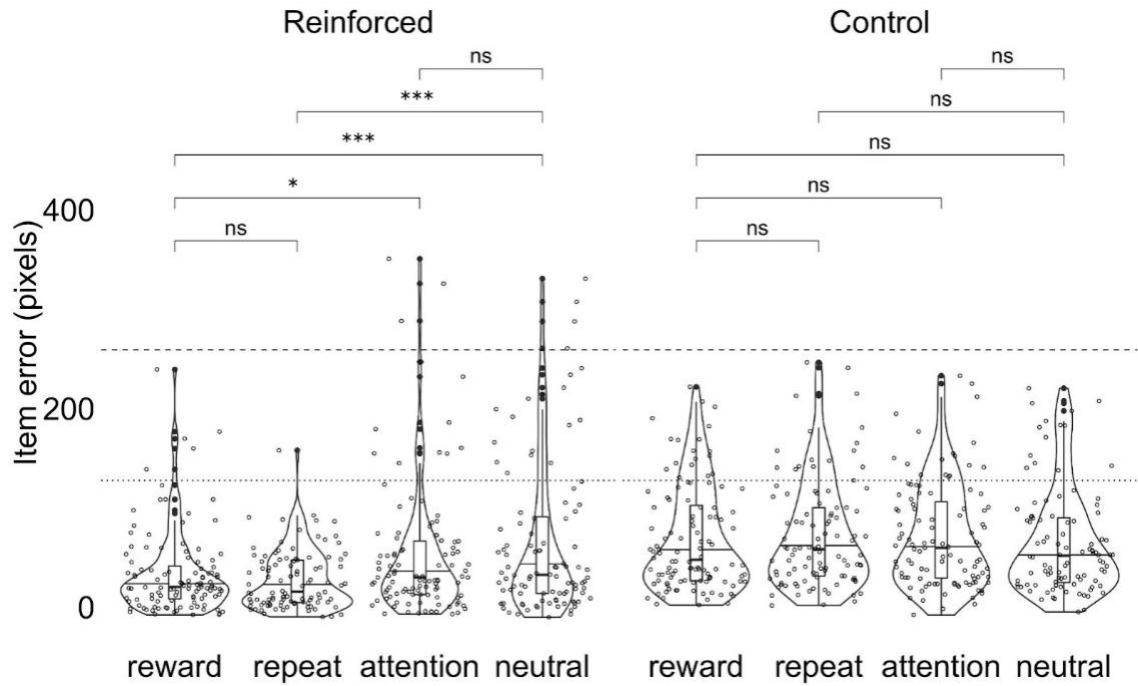 Reinforced
Control
ns
ns
***
ns
***
ns
*
ns
ns
ns
Item error (pixels)
400
200
0
reward
repeat
attention
neutral
reward
repeat
attention
neutral